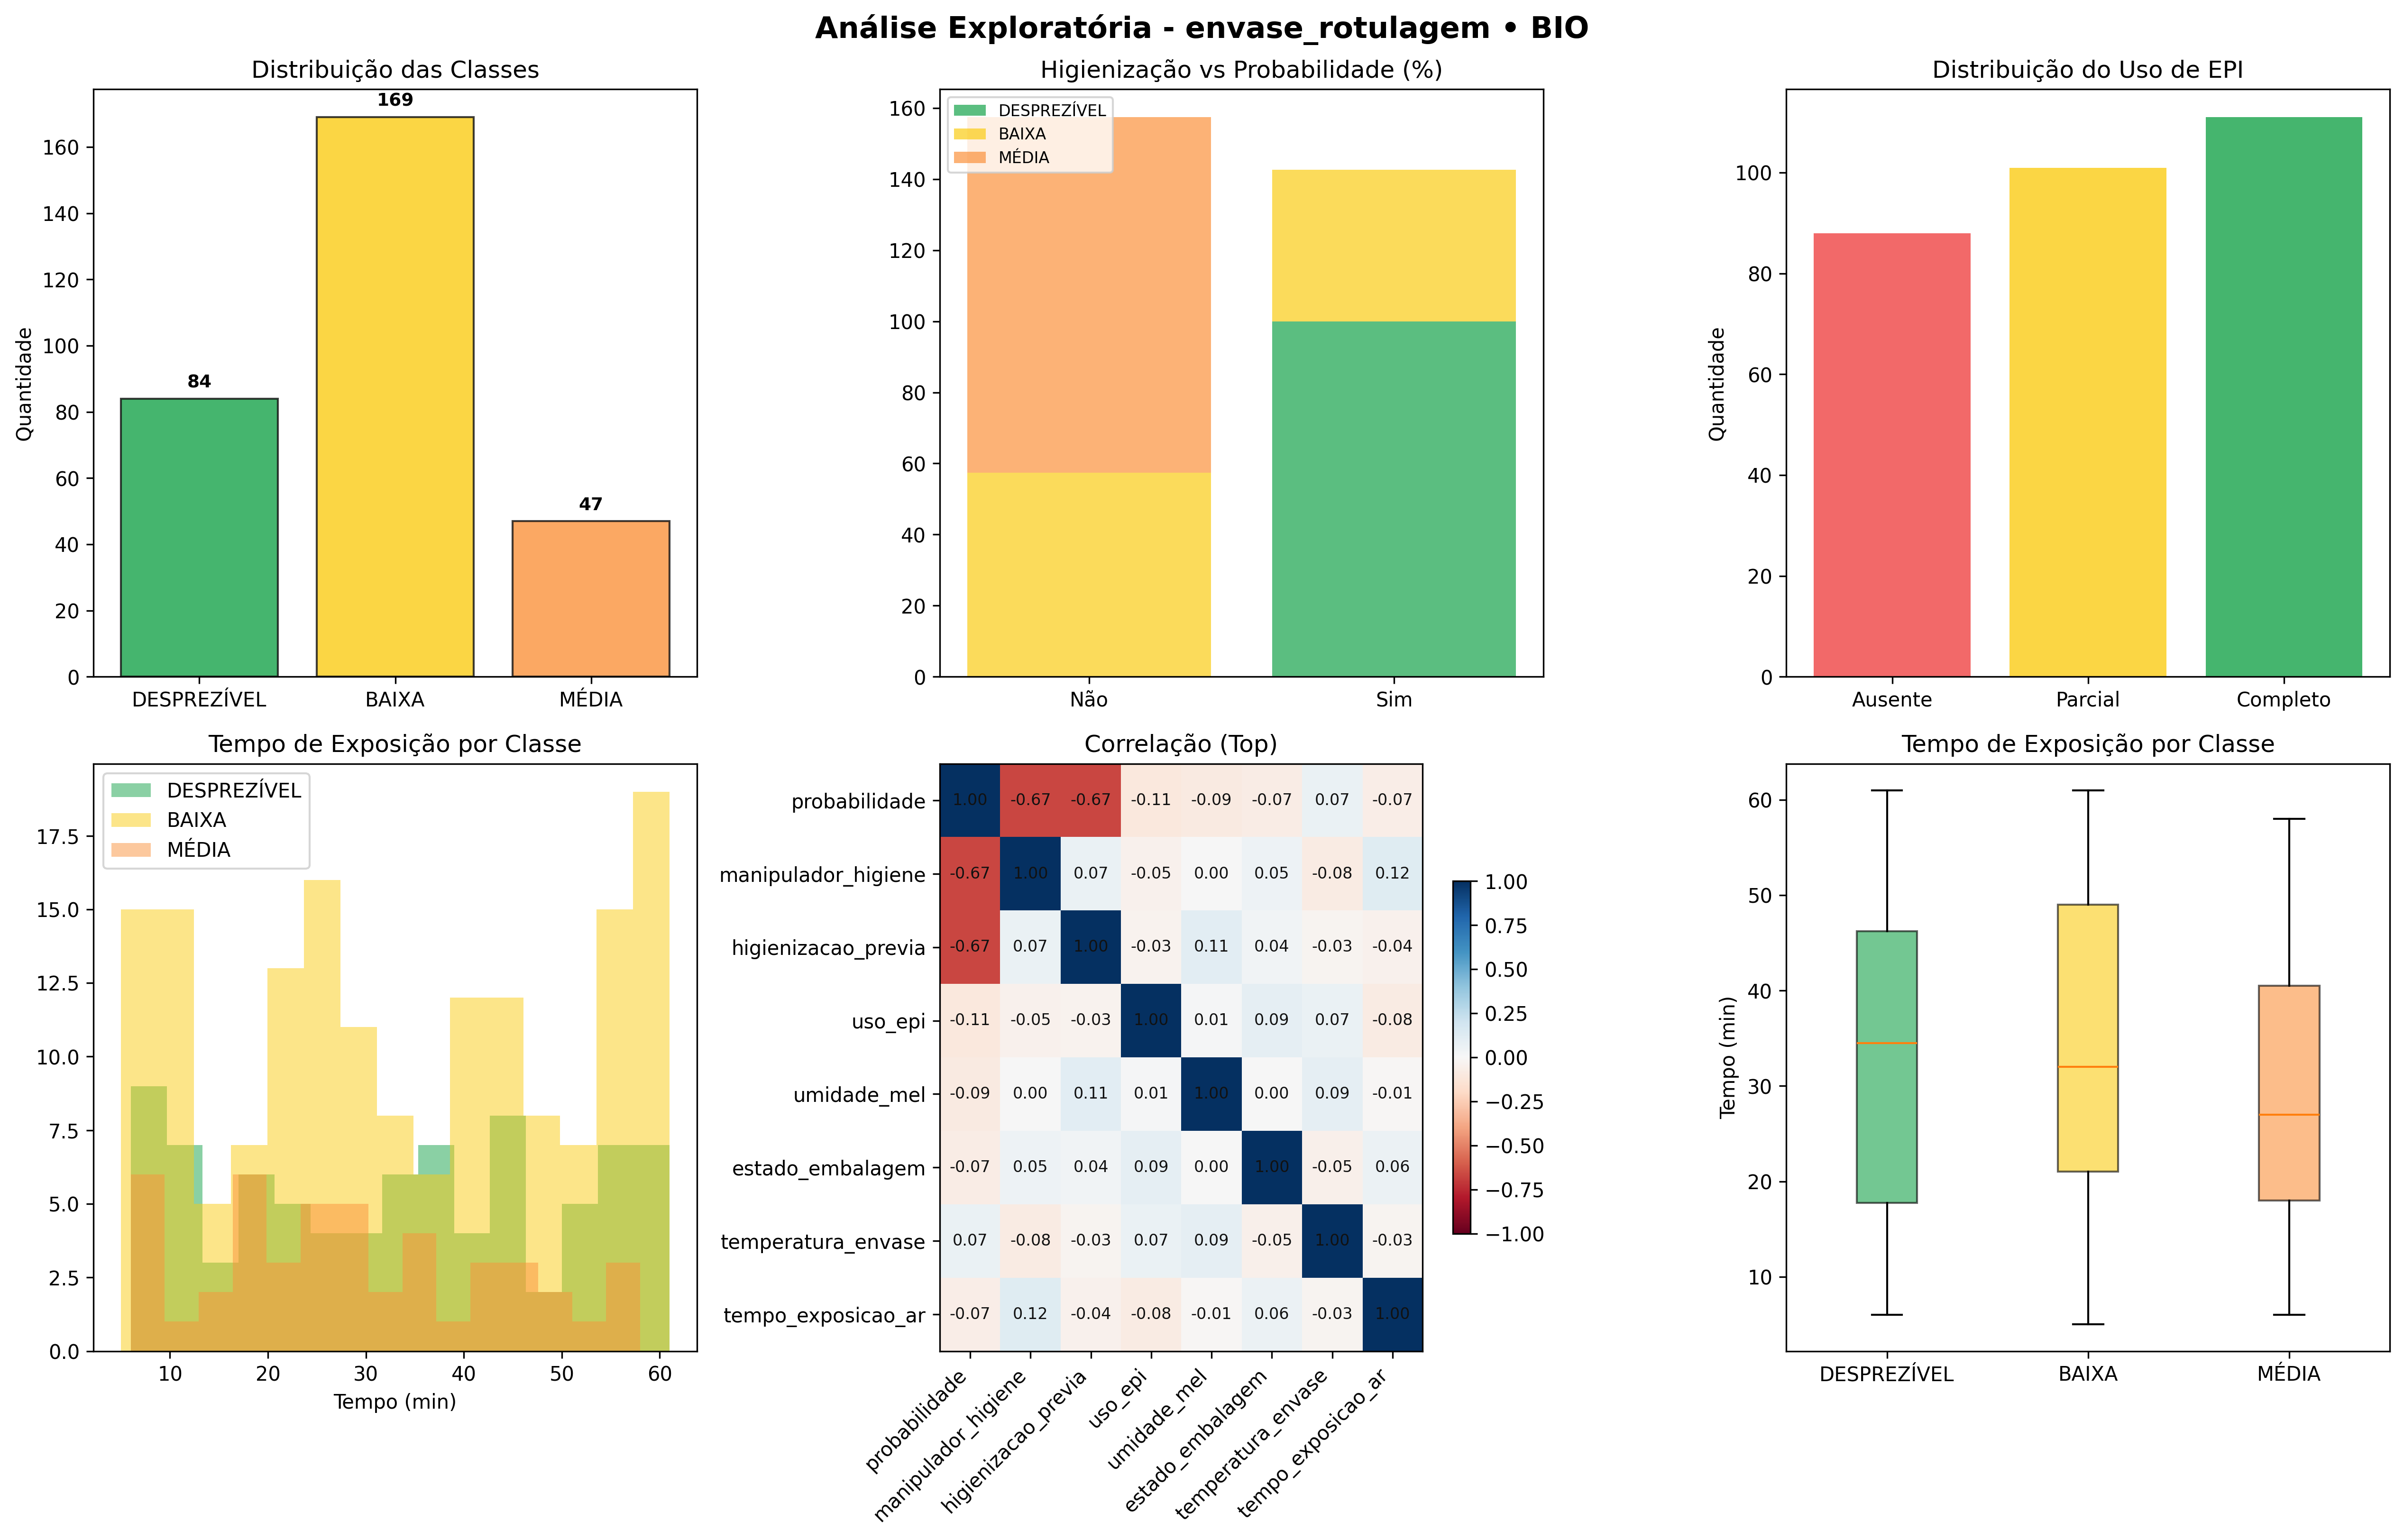 Análise Exploratória - envase_rotulagem • BIO
Distribuição das Classes
Quantidade
160
140
120
100
80
60
40
20
0
169
84
47
DESPREZÍVEL BAIXA MÉDIA
Higienização vs Probabilidade (%)
160
140
120
100
80
60
40
20
0
DESPREZÍVEL
BAIXA
MÉDIA
Não Sim
Distribuição do Uso de EPI
Quantidade
100
80
60
40
20
0
Ausente Parcial Completo
Tempo de Exposição por Classe
DESPREZÍVEL
BAIXA
MÉDIA
17.5
15.0
12.5
10.0
7.5
5.0
2.5
0.0
10 20 30 40 50 60
Tempo (min)
Correlação (Top)
probabilidade 1.00 -0.67 -0.67 -0.11 -0.09 -0.07 0.07 -0.07
manipulador_higiene -0.67 1.00 0.07 -0.05 0.00 0.05 -0.08 0.12
higienizacao_previa -0.67 0.07 1.00 -0.03 0.11 0.04 -0.03 -0.04
uso_epi -0.11 -0.05 -0.03 1.00 0.01 0.09 0.07 -0.08
umidade_mel -0.09 0.00 0.11 0.01 1.00 0.00 0.09 -0.01
estado_embalagem -0.07 0.05 0.04 0.09 0.00 1.00 -0.05 0.06
temperatura_envase 0.07 -0.08 -0.03 0.07 0.09 -0.05 1.00 -0.03
tempo_exposicao_ar -0.07 0.12 -0.04 -0.08 -0.01 0.06 -0.03 1.00
probabilidade
manipulador_higiene
higienizacao_previa
uso_epi
umidade_mel
estado_embalagem
temperatura_envase
tempo_exposicao_ar
1.00
0.75
0.50
0.25
0.00
−0.25
−0.50
−0.75
−1.00
Tempo de Exposição por Classe
Tempo (min)
60
50
40
30
20
10
DESPREZÍVEL BAIXA MÉDIA